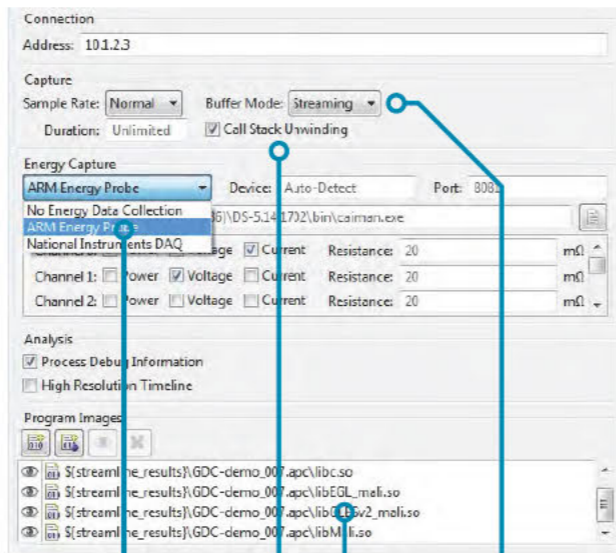 Connection
Address: 10.1.2.3
Capture
Sample Rate: Normal Buffer Mode: Streaming
Duration: Unlimited Call Stack Unwinding
Energy Capture
ARM Energy Probe Device: Auto-Detect Port: 8081
No Energy Data Collection
ARM Energy Probe
National Instruments DAQ
\DS-5.14.1702\bin\caiman.exe
Current Resistance: 20 mΩ
Channel 1: Power Voltage Current Resistance: 20 mΩ
Channel 2: Power Voltage Current Resistance: 20 mΩ
Analysis
Process Debug Information
High Resolution Timeline
Program Images
${streamline_results}\GDC-demo_007.apc\libc.so
${streamline_results}\GDC-demo_007.apc\libEGL_mali.so
${streamline_results}\GDC-demo_007.apc\libGLESv2_mali.so
${streamline_results}\GDC-demo_007.apc\libMali.so